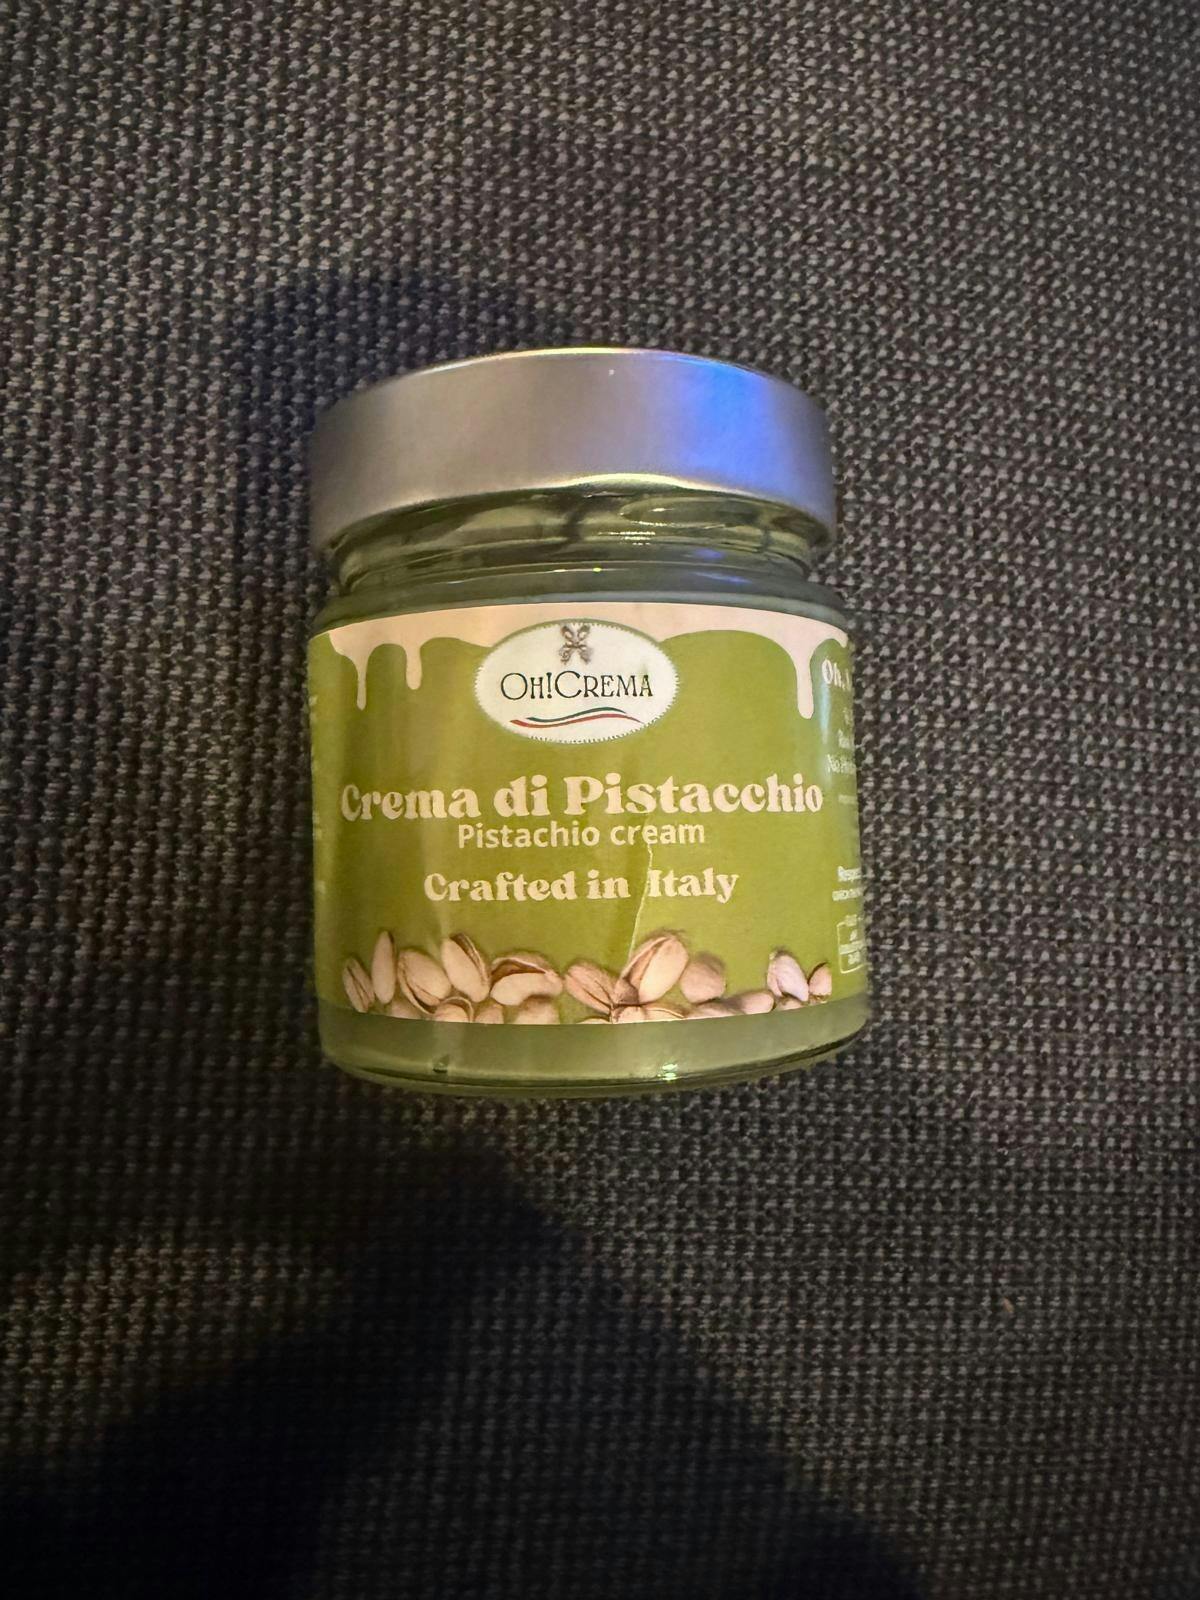 OH!CREMA
Crema di Pistacchio
Pistachio cream
Crafted in Italy